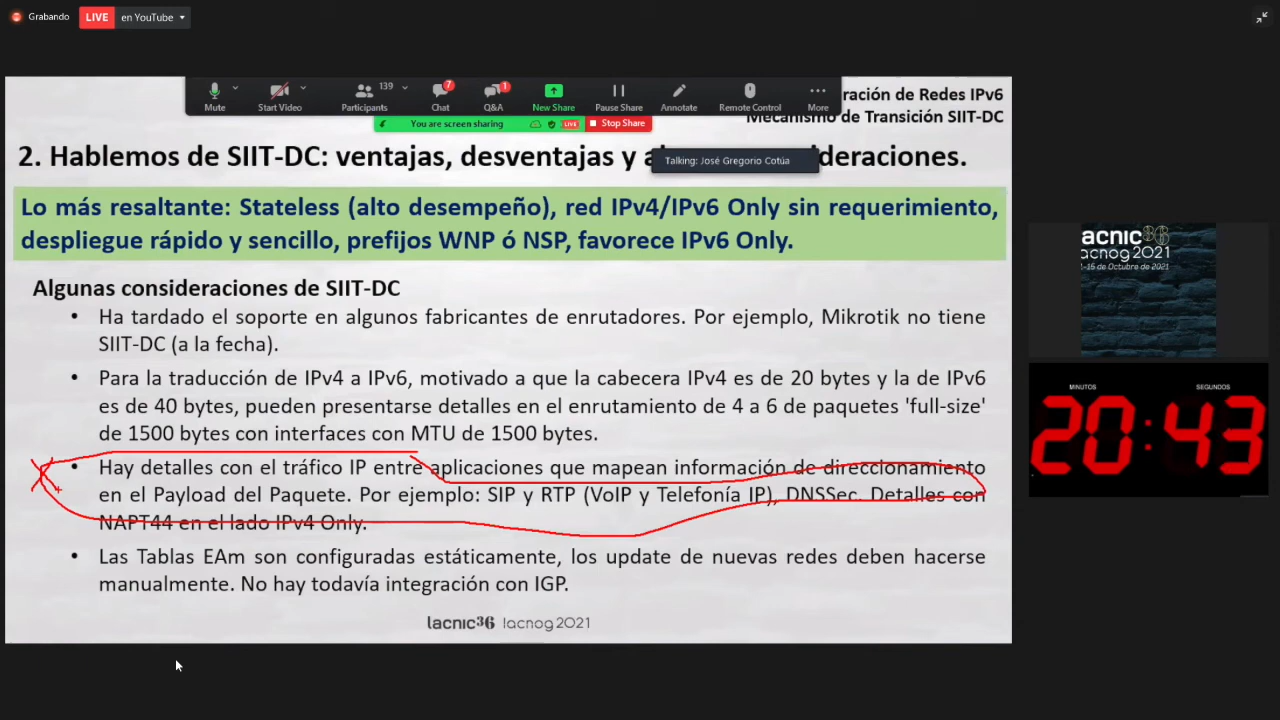 Grabando
LIVE
en YouTube
Mute
Start Video
139
Participants
7
Chat
1
Q&A
New Share
Pause Share
Annotate
Remote Control
More
You are screen sharing
LIVE
Stop Share
ración de Redes IPv6
Mecanismo de Transición SIIT-DC
Talking: José Gregorio Cotúa
2. Hablemos de SIIT-DC: ventajas, desventajas y deraciones.
Lo más resaltante: Stateless (alto desempeño), red IPv4/IPv6 Only sin requerimiento,
despliegue rápido y sencillo, prefijos WNP ó NSP, favorece IPv6 Only.
Algunas consideraciones de SIIT-DC
• Ha tardado el soporte en algunos fabricantes de enrutadores. Por ejemplo, Mikrotik no tiene
SIIT-DC (a la fecha).
• Para la traducción de IPv4 a IPv6, motivado a que la cabecera IPv4 es de 20 bytes y la de IPv6
es de 40 bytes, pueden presentarse detalles en el enrutamiento de 4 a 6 de paquetes 'full-size'
de 1500 bytes con interfaces con MTU de 1500 bytes.
• Hay detalles con el tráfico IP entre aplicaciones que mapean información de direccionamiento
en el Payload del Paquete. Por ejemplo: SIP y RTP (VoIP y Telefonía IP), DNSSec. Detalles con
NAPT44 en el lado IPv4 Only.
• Las Tablas EAm son configuradas estáticamente, los update de nuevas redes deben hacerse
manualmente. No hay todavía integración con IGP.
lacnic36 lacnog2021
acnic36
lacnog2021
1-15 de Octubre de 2021
MINUTOS
SEGUNDOS
20:43